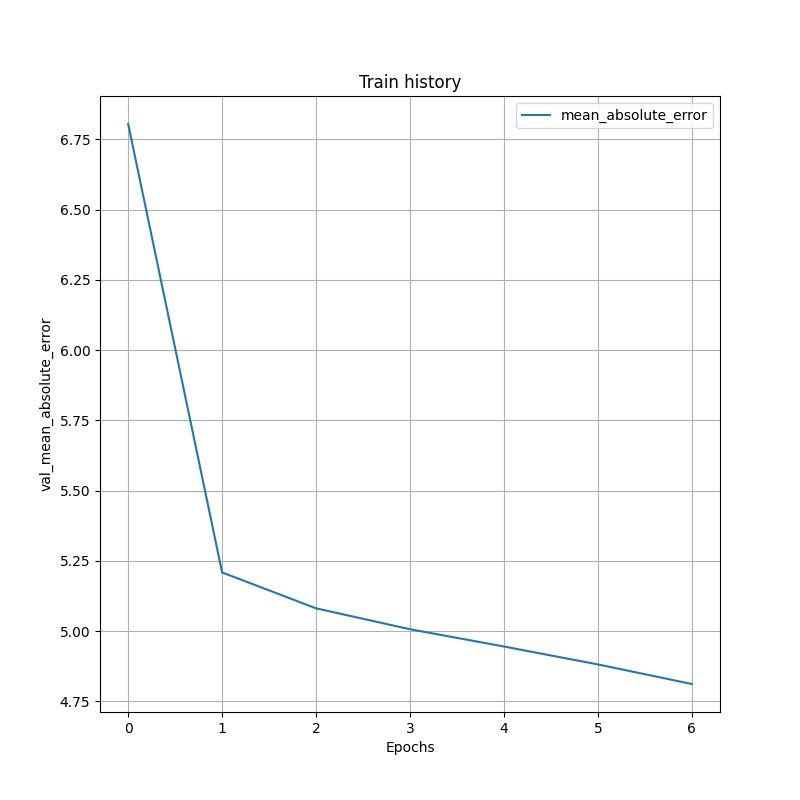 Train history
mean_absolute_error
val_mean_absolute_error
6.75
6.50
6.25
6.00
5.75
5.50
5.25
5.00
4.75
0 1 2 3 4 5 6
Epochs